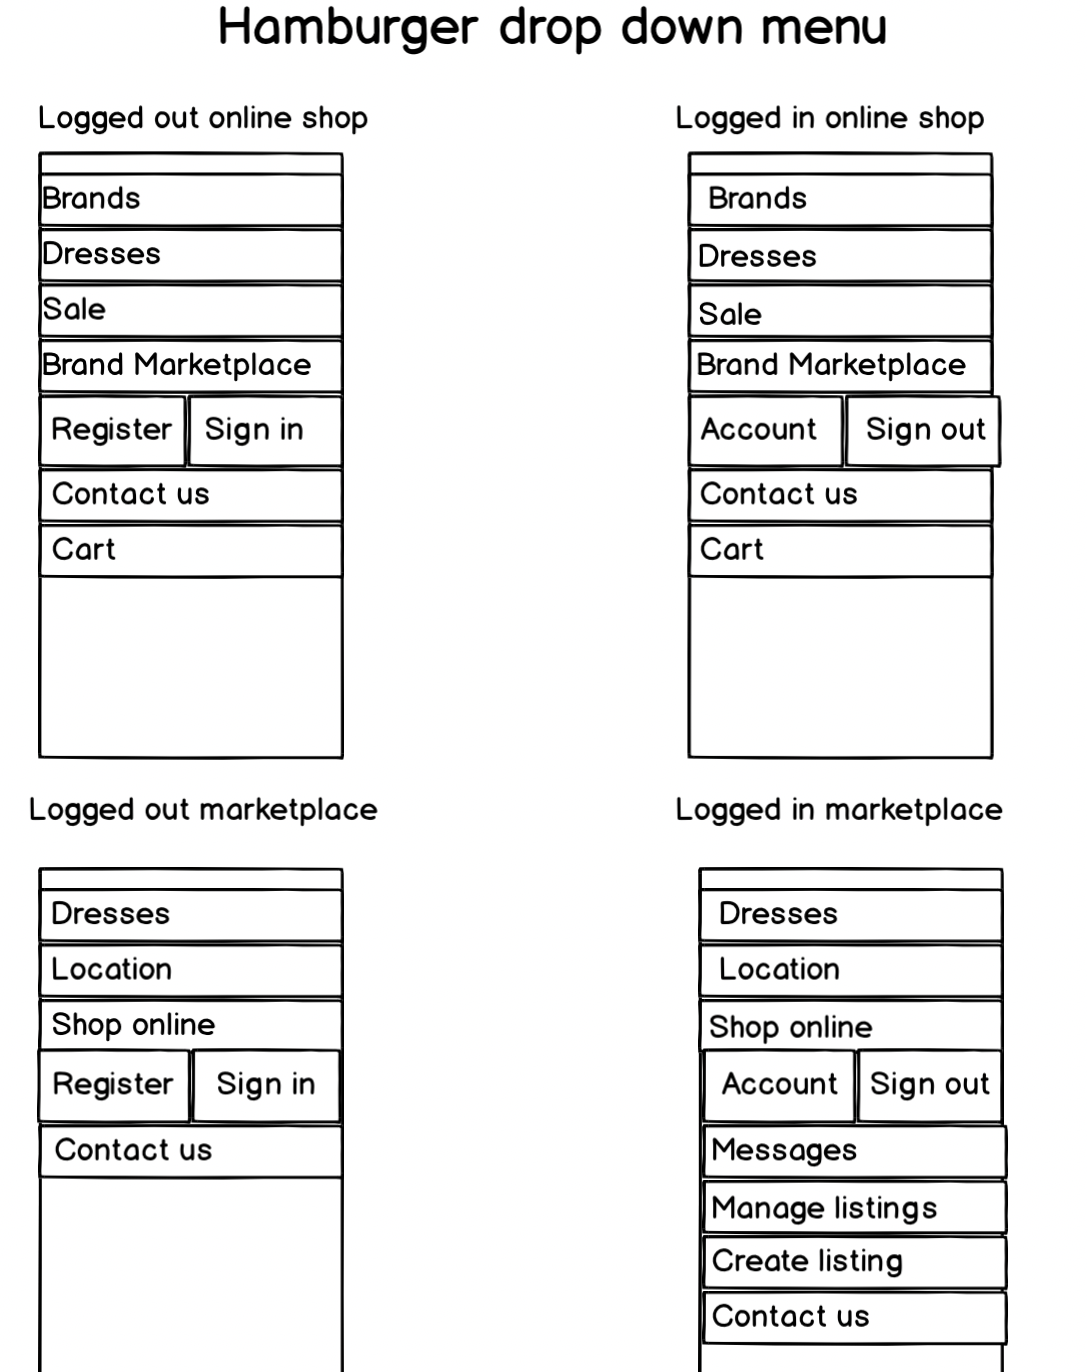 Hamburger drop down menu
Logged out online shop
Brands
Dresses
Sale
Brand Marketplace
Register
Sign in
Contact us
Cart
Logged in online shop
Brands
Dresses
Sale
Brand Marketplace
Account
Sign out
Contact us
Cart
Logged out marketplace
Dresses
Location
Shop online
Register
Sign in
Contact us
Logged in marketplace
Dresses
Location
Shop online
Account
Sign out
Messages
Manage listings
Create listing
Contact us